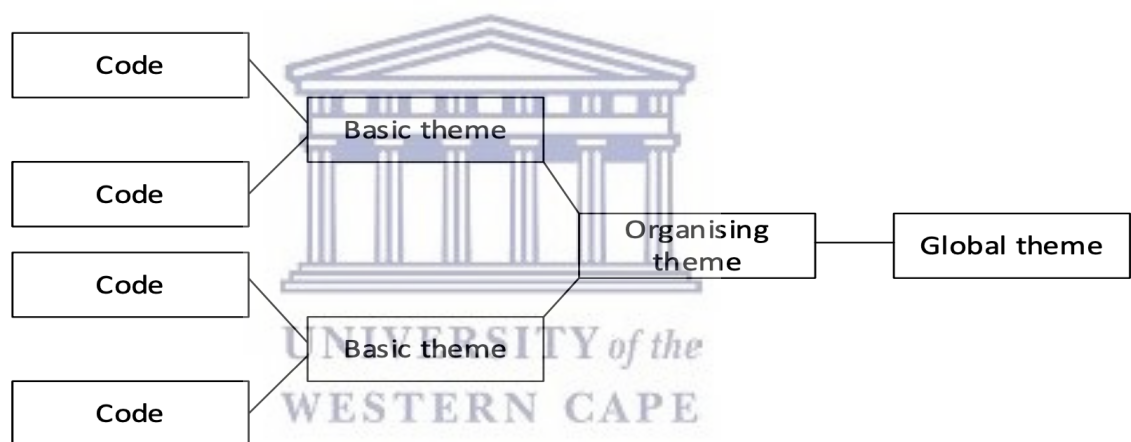 Code
Code
Code
Code
Basic theme
Basic theme
Organising
theme
Global theme
UNIVERSITY of the
WESTERN CAPE